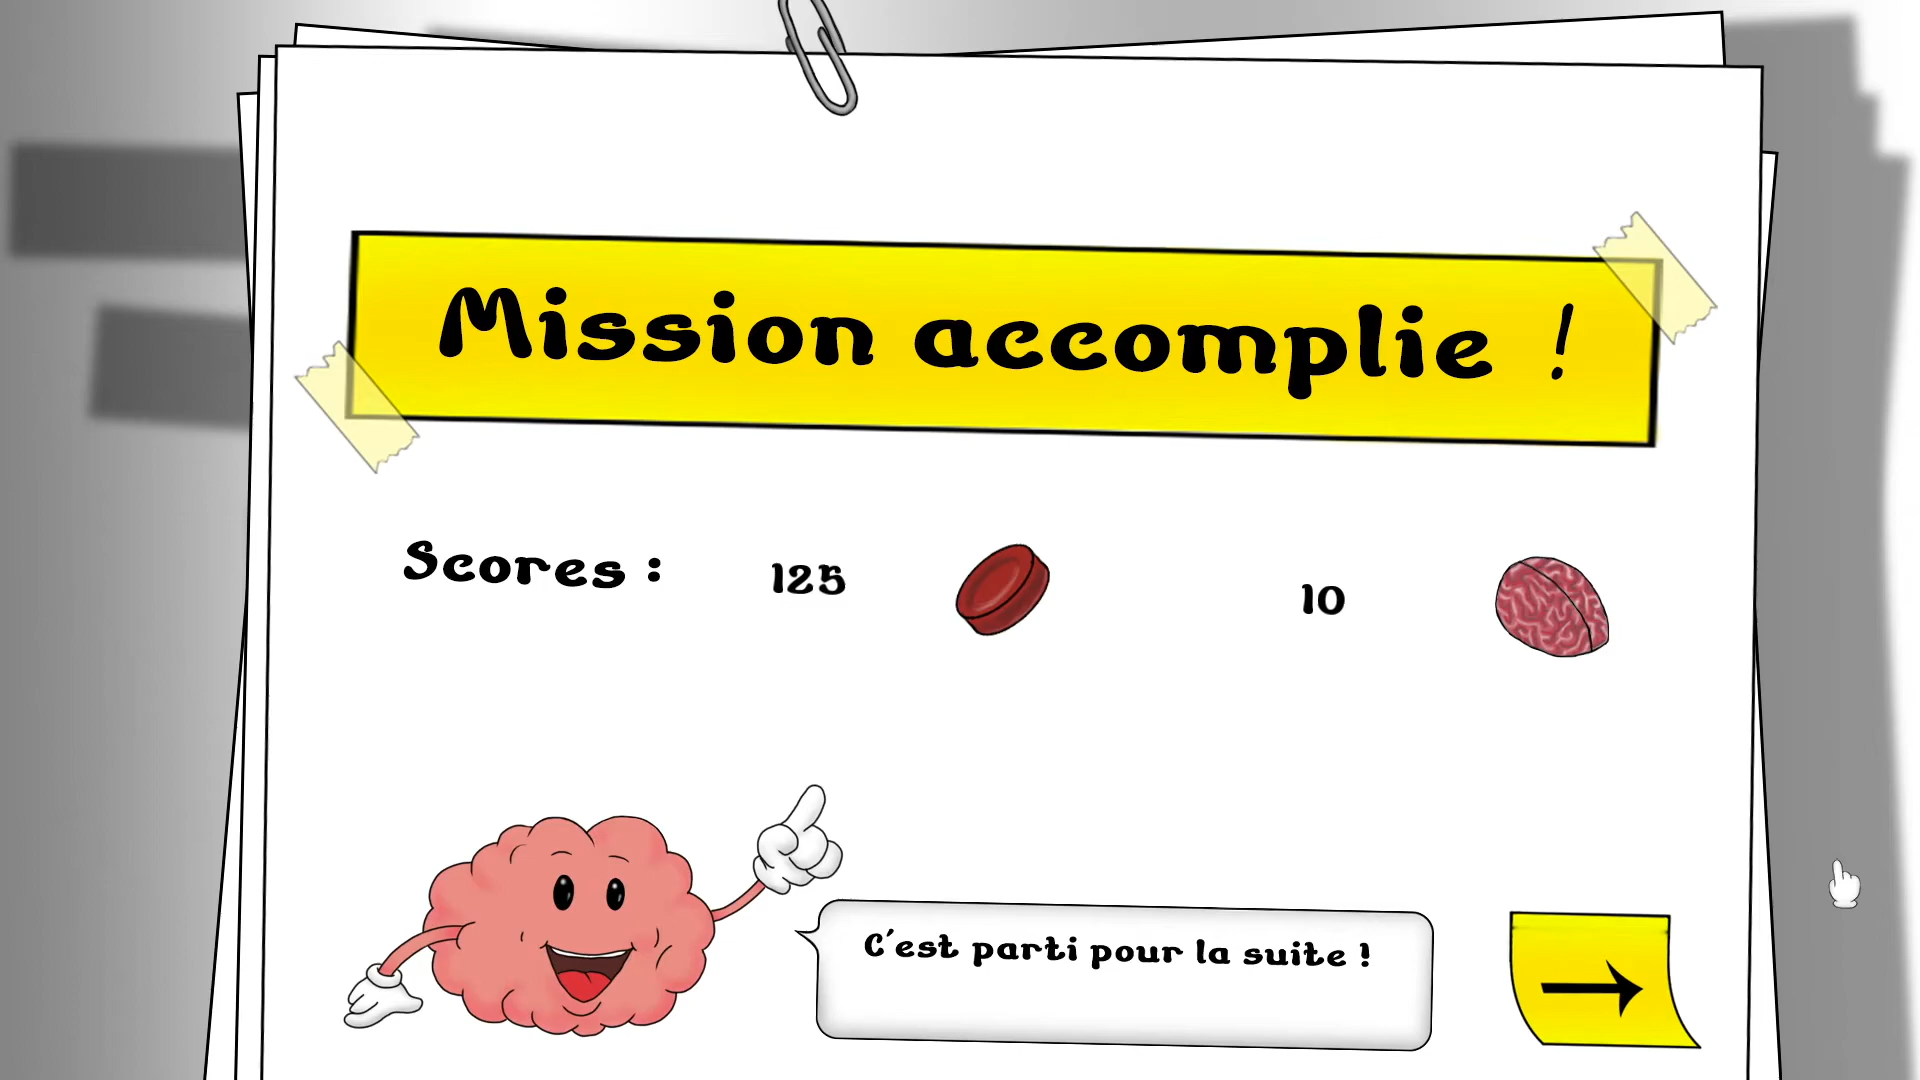 Mission accomplie !
Scores : 125 10
C'est parti pour la suite !